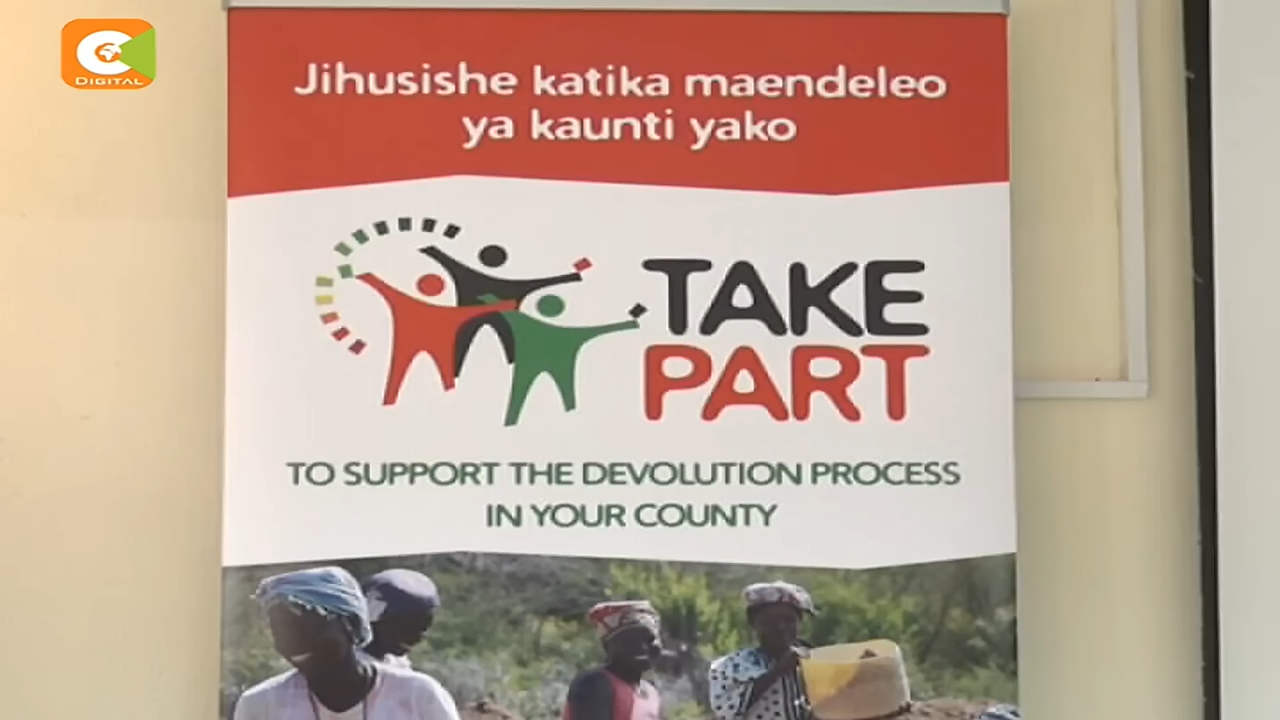 DIGITAL
Jihusishe katika maendeleo
ya kaunti yako
TAKE
PART
TO SUPPORT THE DEVOLUTION PROCESS
IN YOUR COUNTY